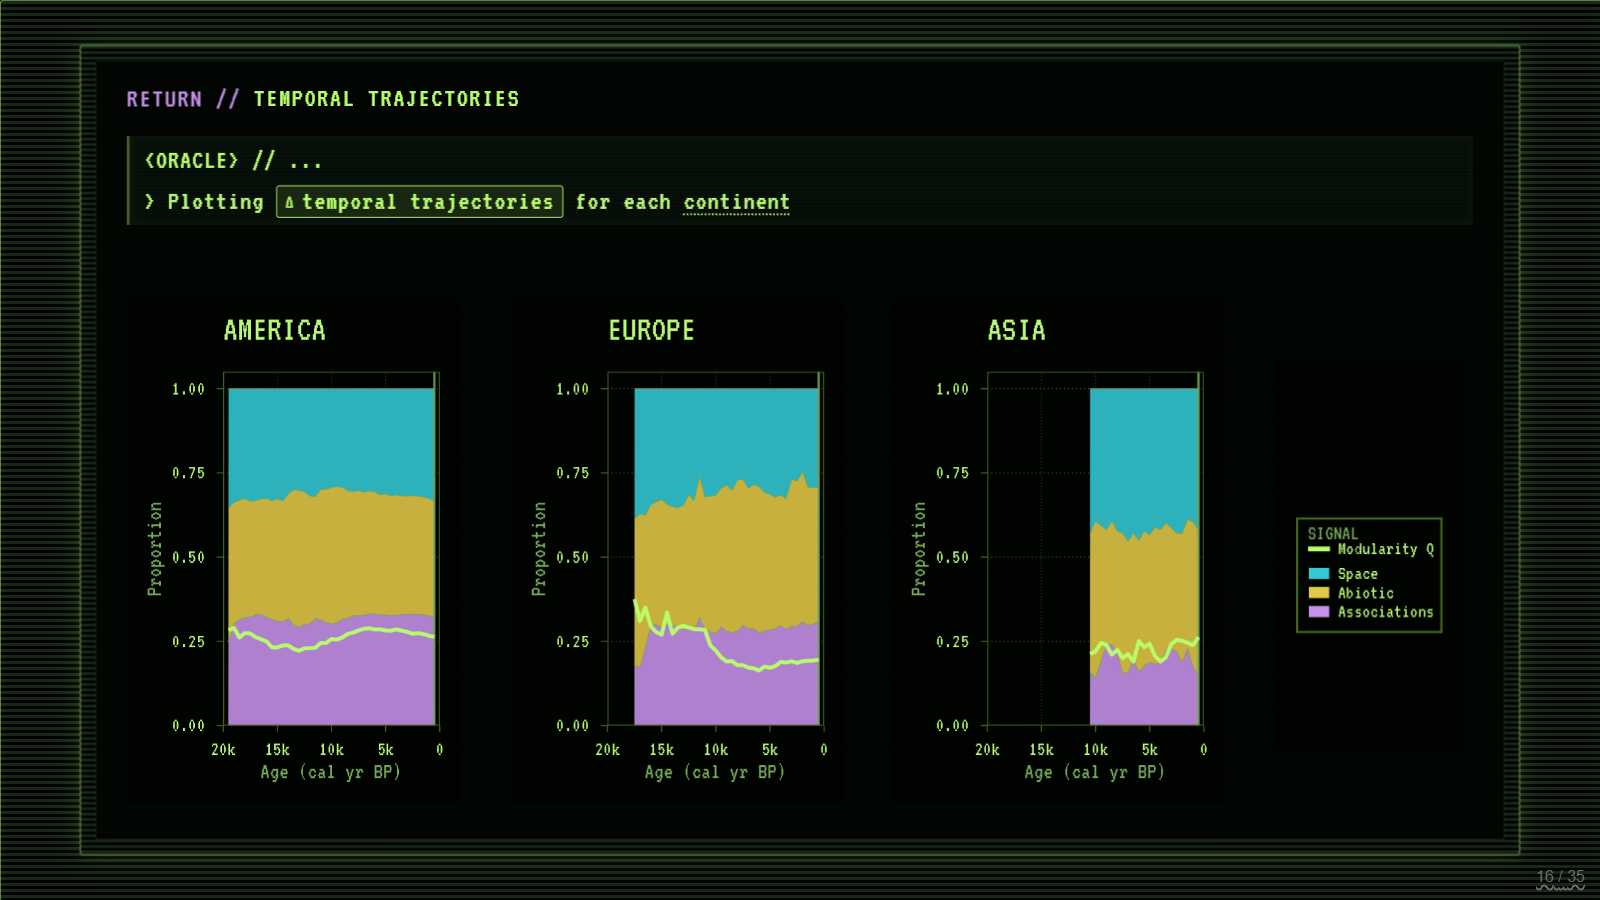 RETURN // TEMPORAL TRAJECTORIES
<ORACLE> // ...
❯ Plotting Δ temporal trajectories for each continent
AMERICA
EUROPE
ASIA
1.00
0.75
0.50
0.25
0.00
Proportion
20k 15k 10k 5k 0
Age (cal yr BP)
1.00
0.75
0.50
0.25
0.00
Proportion
20k 15k 10k 5k 0
Age (cal yr BP)
1.00
0.75
0.50
0.25
0.00
Proportion
20k 15k 10k 5k 0
Age (cal yr BP)
SIGNAL
Modularity Q
Space
Abiotic
Associations
16 / 35